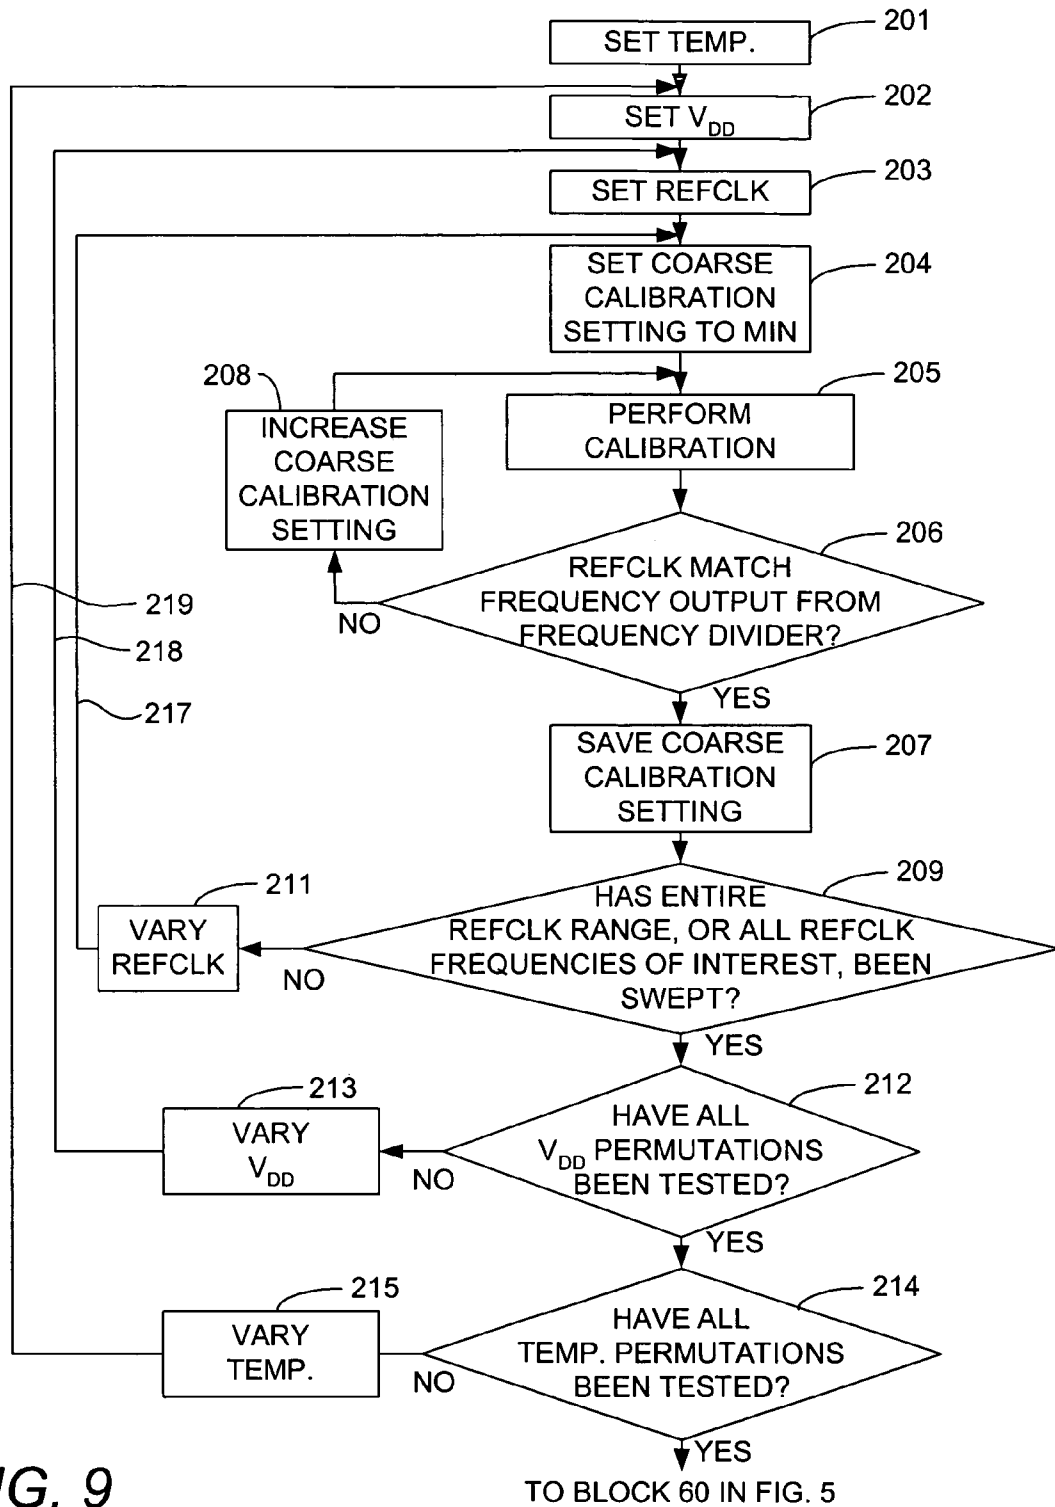 SET TEMP.
201
SET VDD
202
SET REFCLK
203
SET COARSE
CALIBRATION
SETTING TO MIN
204
208
INCREASE
COARSE
CALIBRATION
SETTING
PERFORM
CALIBRATION
205
REFCLK MATCH
FREQUENCY OUTPUT FROM
FREQUENCY DIVIDER?
206
NO
YES
219
218
217
SAVE COARSE
CALIBRATION
SETTING
207
HAS ENTIRE
REFCLK RANGE, OR ALL REFCLK
FREQUENCIES OF INTEREST, BEEN
SWEPT?
209
211
VARY
REFCLK
NO
YES
HAVE ALL
VDD PERMUTATIONS
BEEN TESTED?
212
213
VARY
VDD
NO
YES
HAVE ALL
TEMP. PERMUTATIONS
BEEN TESTED?
214
215
VARY
TEMP.
NO
YES
TO BLOCK 60 IN FIG. 5
IG. 9